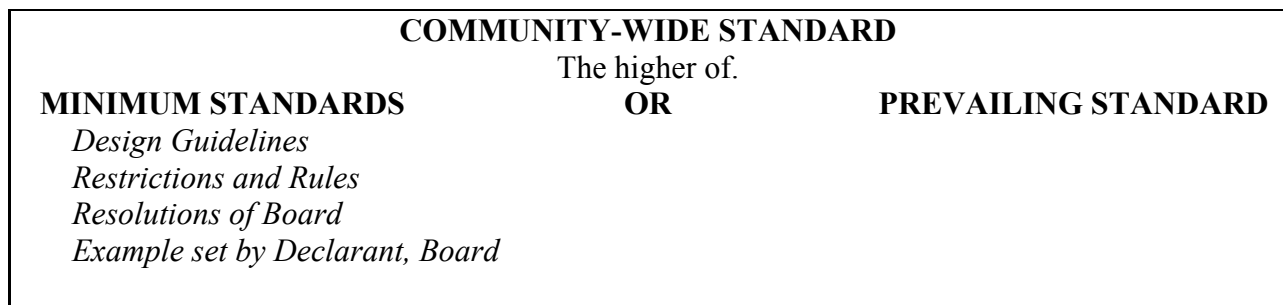 COMMUNITY-WIDE STANDARD
The higher of.
MINIMUM STANDARDS OR PREVAILING STANDARD
Design Guidelines
Restrictions and Rules
Resolutions of Board
Example set by Declarant, Board